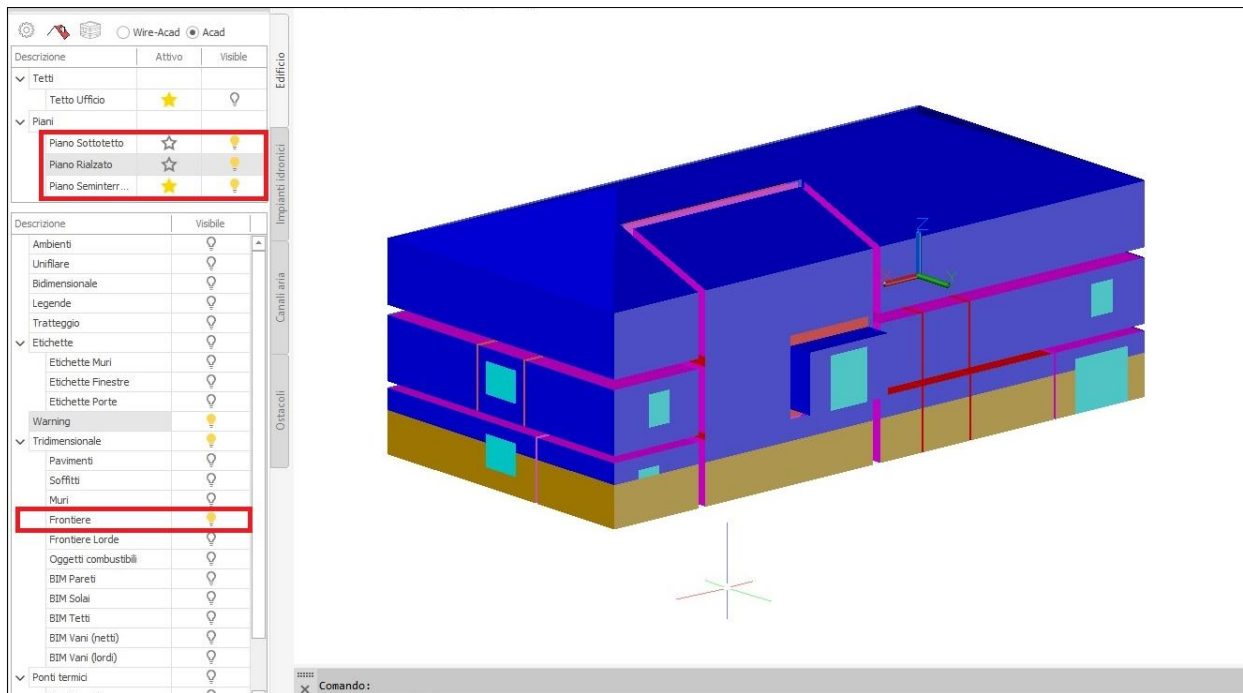 Wire-Acad Acad
Descrizione Attivo Visible
Tetti
Tetto Ufficio
Piani
Piano Sottotetto
Piano Rialzato
Piano Seminterr...
Descrizione Visibile
Ambienti
Unifilare
Bidimensionale
Legende
Tratteggio
Etichette
Etichette Muri
Etichette Finestre
Etichette Porte
Warning
Tridimensionale
Pavimenti
Soffitti
Muri
Frontiere
Frontiere Lorde
Oggetti combustibili
BIM Pareti
BIM Solai
BIM Tetti
BIM Vani (netti)
BIM Vani (lordi)
Ponti termici
Edificio
Impianti idronici
Canali aria
Ostacoli
Z
Y
Comando: